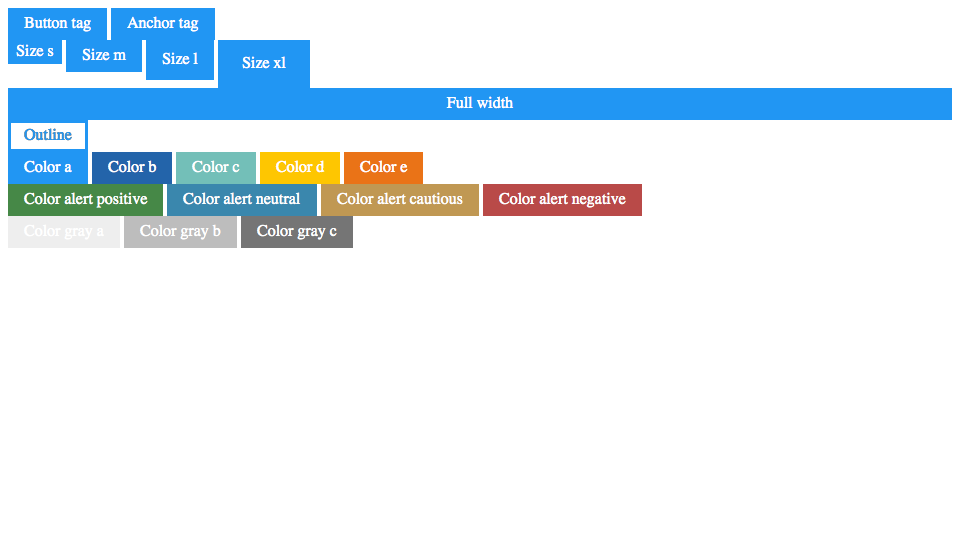 Button tag Anchor tag
Size s Size m Size l Size xl
Full width
Outline
Color a Color b Color c Color d Color e
Color alert positive Color alert neutral Color alert cautious Color alert negative
Color gray a Color gray b Color gray c